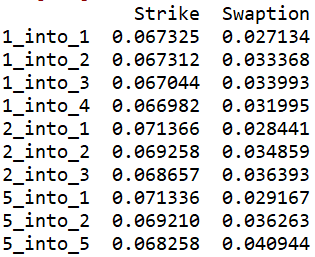 Strike Swaption
1_into_1 0.067325 0.027134
1_into_2 0.067312 0.033368
1_into_3 0.067044 0.033993
1_into_4 0.066982 0.031995
2_into_1 0.071366 0.028441
2_into_2 0.069258 0.034859
2_into_3 0.068657 0.036393
5_into_1 0.071336 0.029167
5_into_2 0.069210 0.036263
5_into_5 0.068258 0.040944